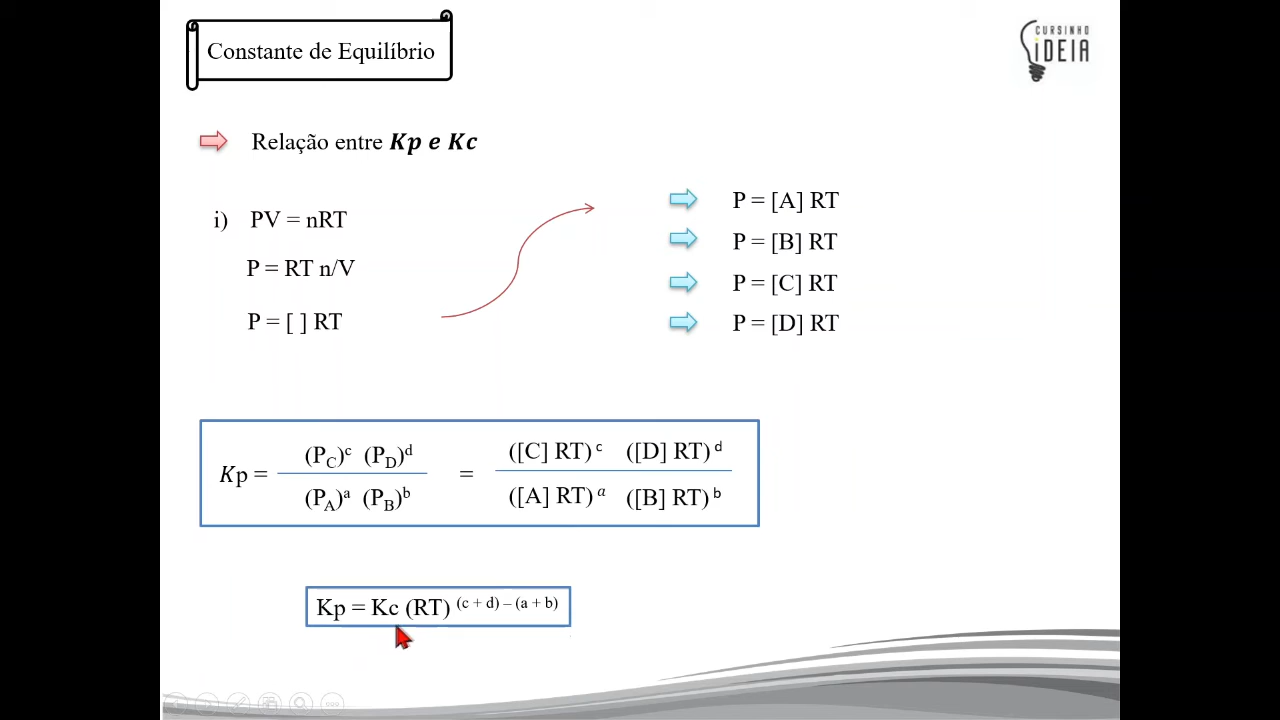 Constante de Equilíbrio
CURSINHO
iDEIA
Relação entre Kp e Kc
i) PV = nRT
P = RT n/V
P = [ ] RT
P = [A] RT
P = [B] RT
P = [C] RT
P = [D] RT
Kp = (P_C)^c (P_D)^d / (P_A)^a (P_B)^b = ([C] RT)^c ([D] RT)^d / ([A] RT)^a ([B] RT)^b
Kp = Kc (RT)^(c + d) – (a + b)